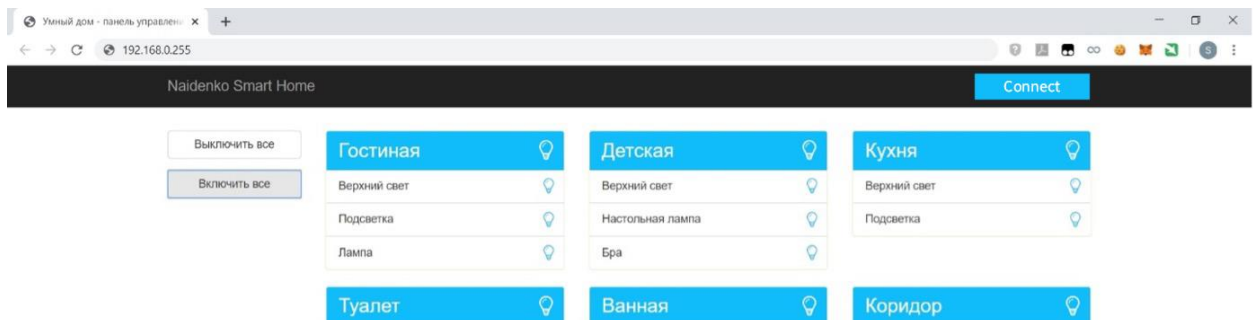 Умный дом - панель управлени
192.168.0.255
S
Naidenko Smart Home
Connect
Выключить все
Включить все
Гостиная
Верхний свет
Подсветка
Лампа
Детская
Верхний свет
Настольная лампа
Бра
Кухня
Верхний свет
Подсветка
Туалет
Ванная
Коридор